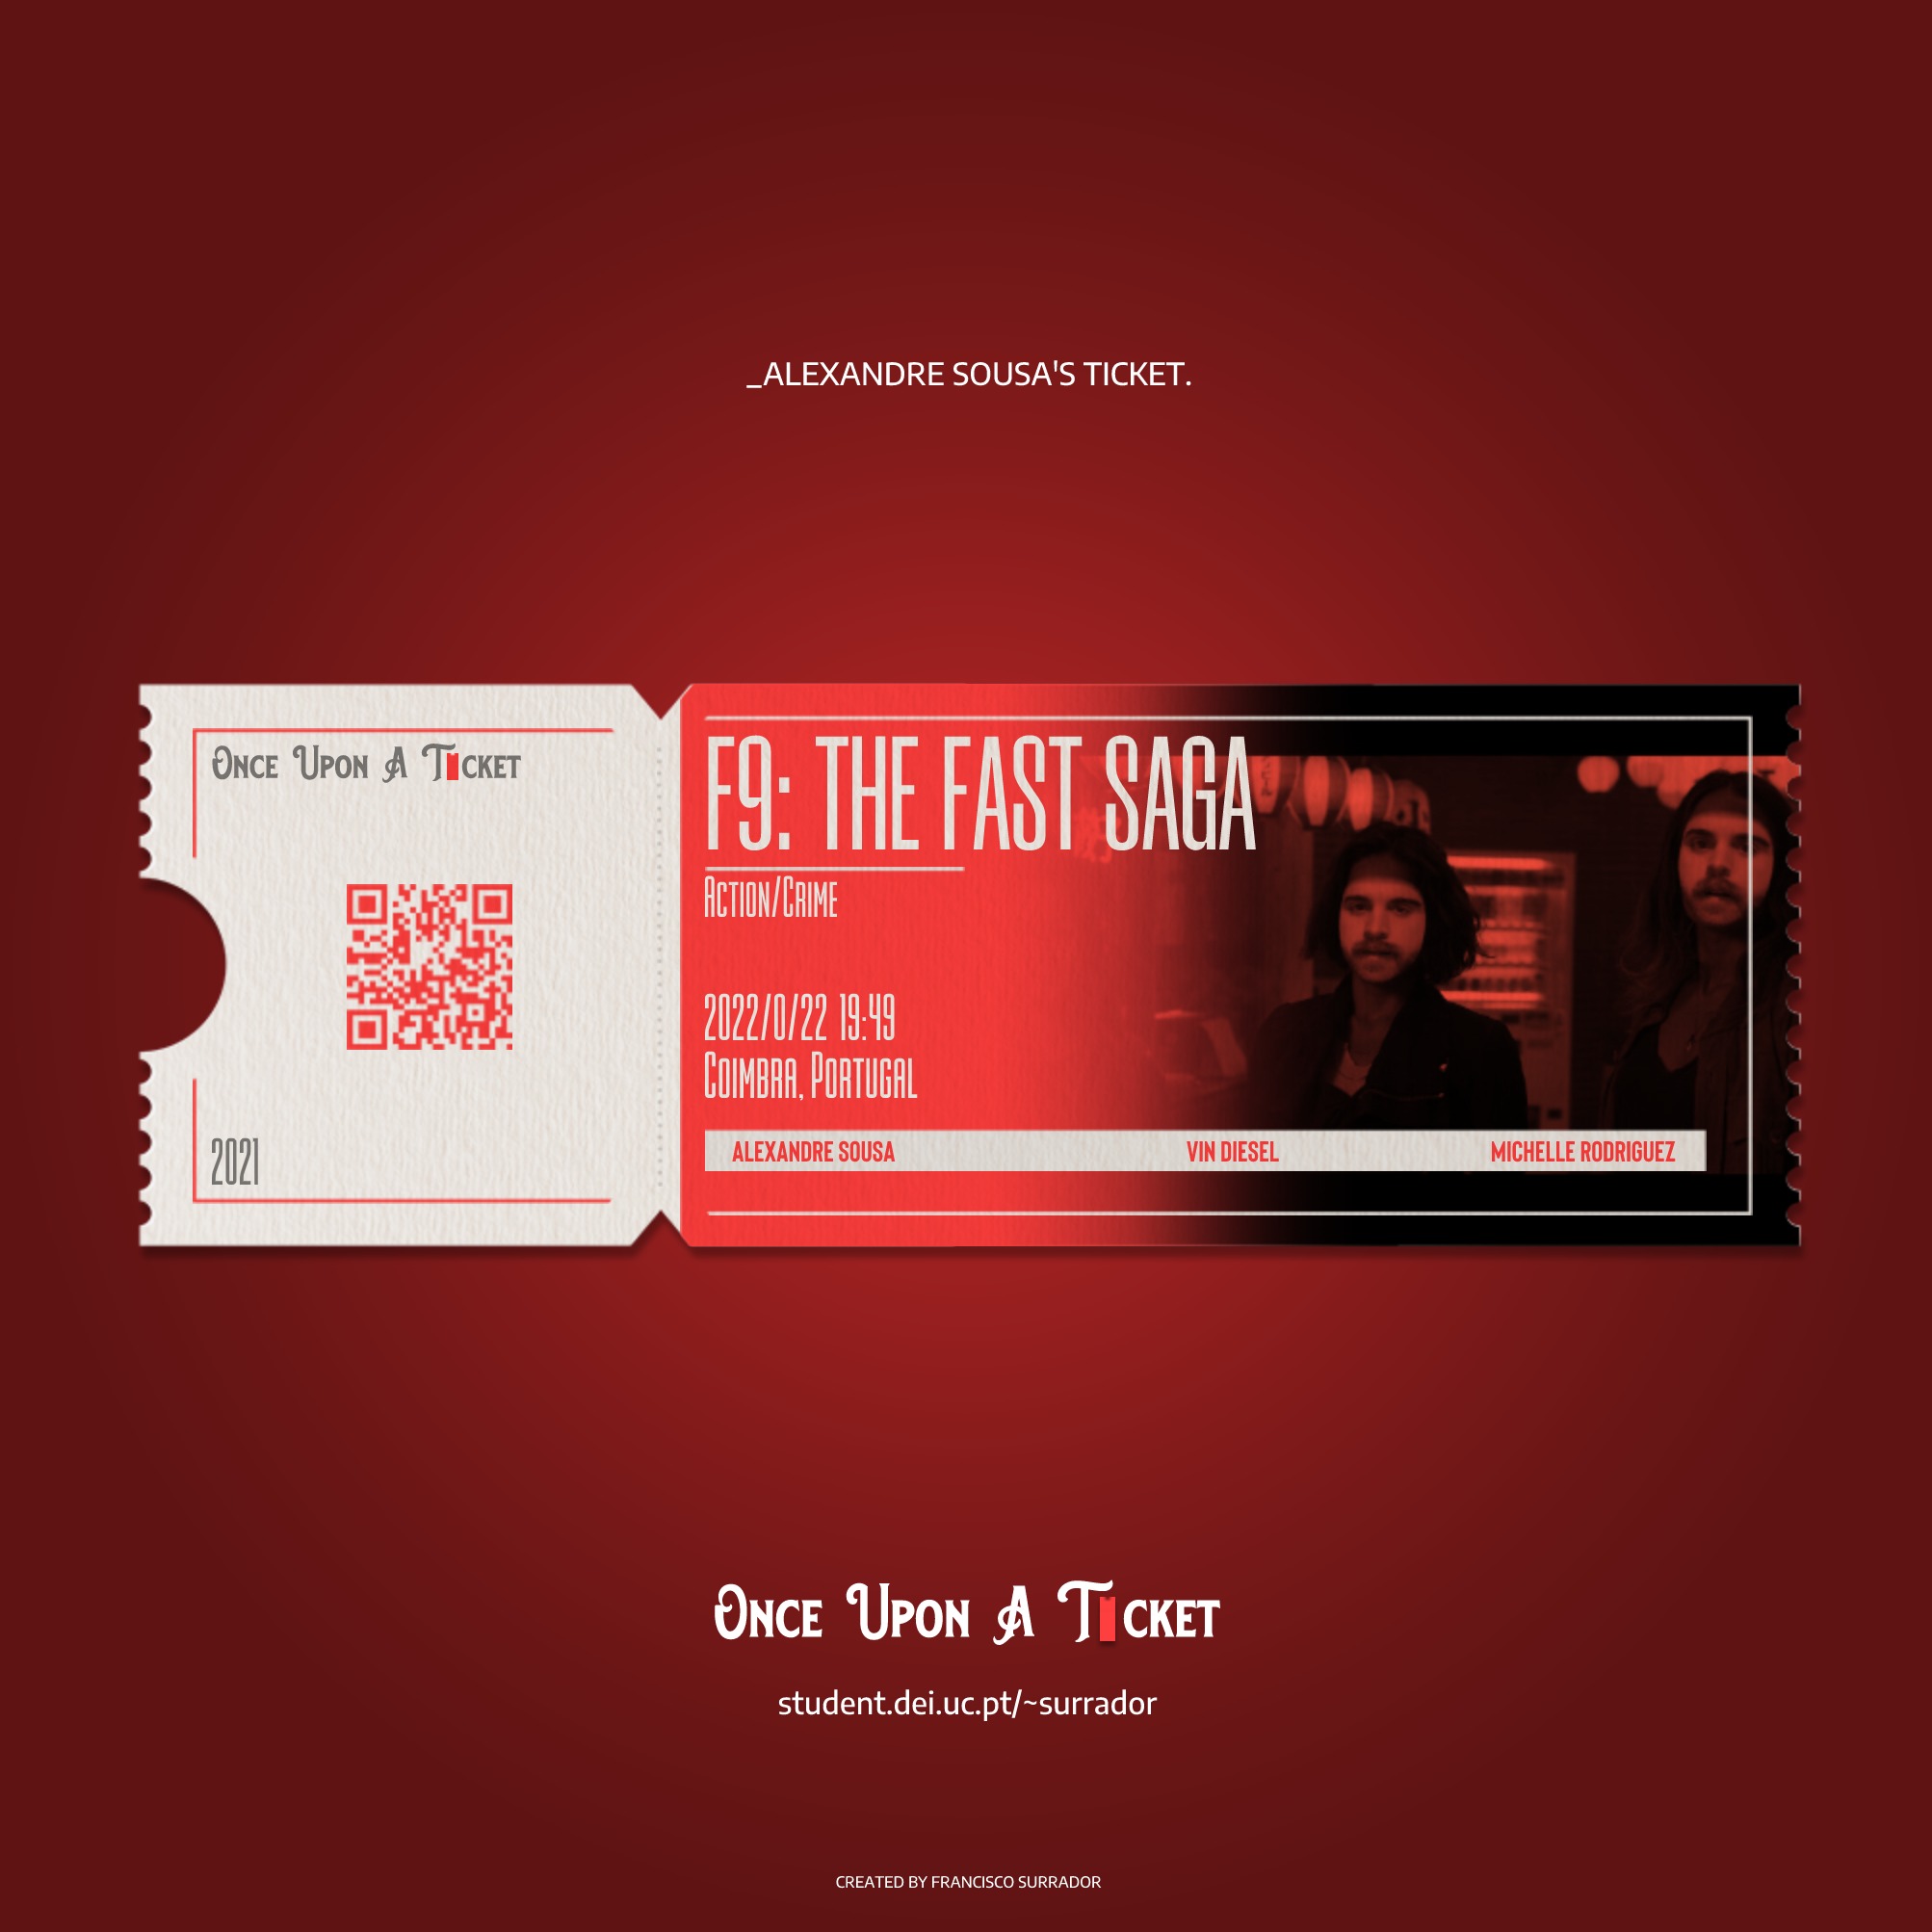 _ALEXANDRE SOUSA'S TICKET.
Once Upon A Ticket
2021
F9: THE FAST SAGA
Action/Crime
2022/0/22 19:49
Coimbra, Portugal
ALEXANDRE SOUSA VIN DIESEL MICHELLE RODRIGUEZ
Once Upon A Ticket
student.dei.uc.pt/~surrador
CREATED BY FRANCISCO SURRADOR